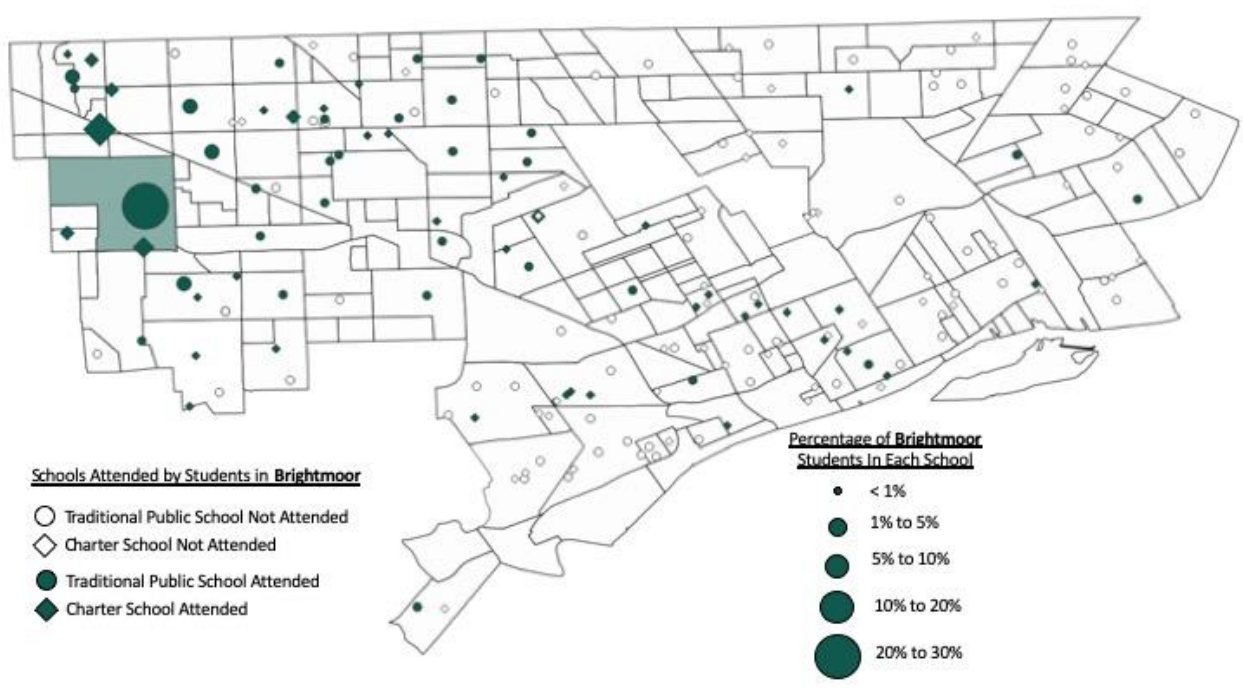 Schools Attended by Students in Brightmoor
Traditional Public School Not Attended
Charter School Not Attended
Traditional Public School Attended
Charter School Attended
Percentage of Brightmoor
Students In Each School
< 1%
1% to 5%
5% to 10%
10% to 20%
20% to 30%